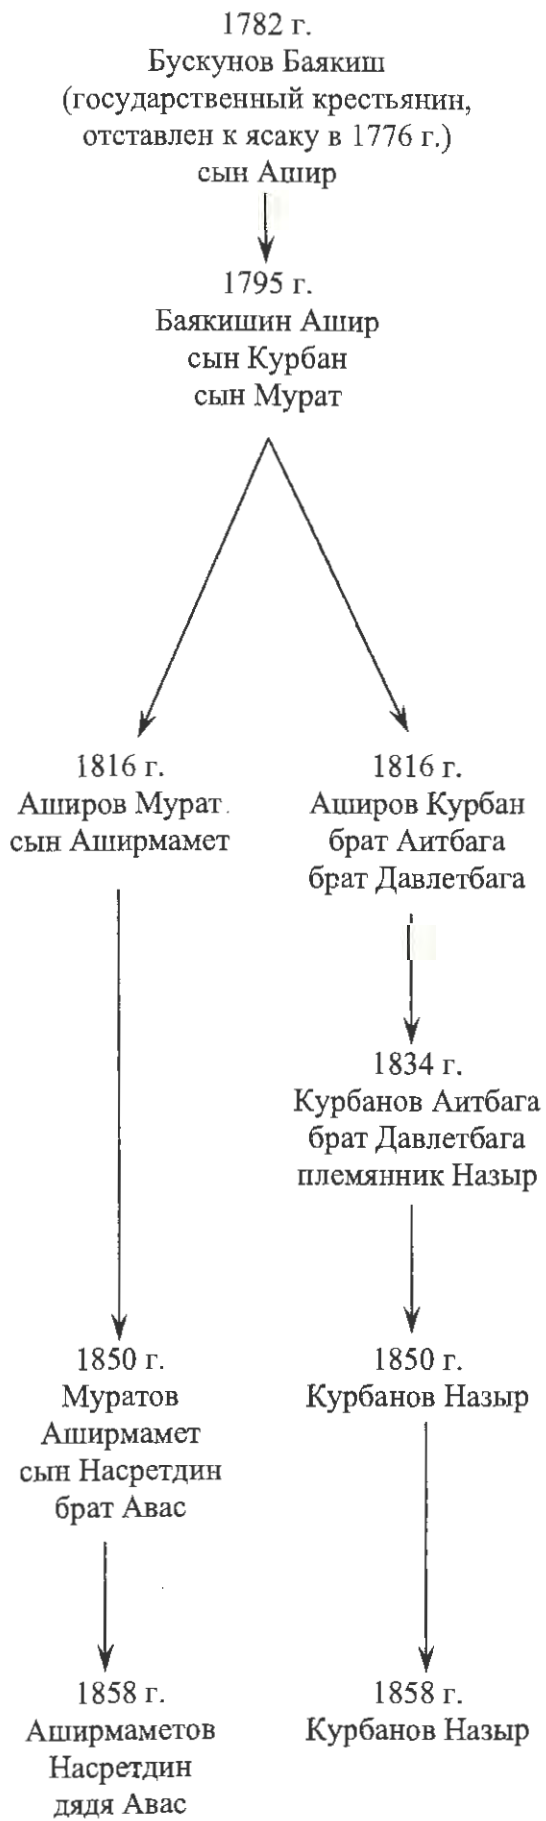 1782 г.
Бускунов Баякиш
(государственный крестьянин,
отставлен к ясаку в 1776 г.)
сын Ашир
1795 г.
Баякишин Ашир
сын Курбан
сын Мурат
1816 г.
Аширов Мурат
сын Аширмамет
1816 г.
Аширов Курбан
брат Аитбага
брат Давлетбага
1834 г.
Курбанов Аитбага
брат Давлетбага
племянник Назыр
1850 г.
Муратов
Аширмамет
сын Насретдин
брат Авас
1850 г.
Курбанов Назыр
1858 г.
Аширмаметов
Насретдин
дядя Авас
1858 г.
Курбанов Назыр